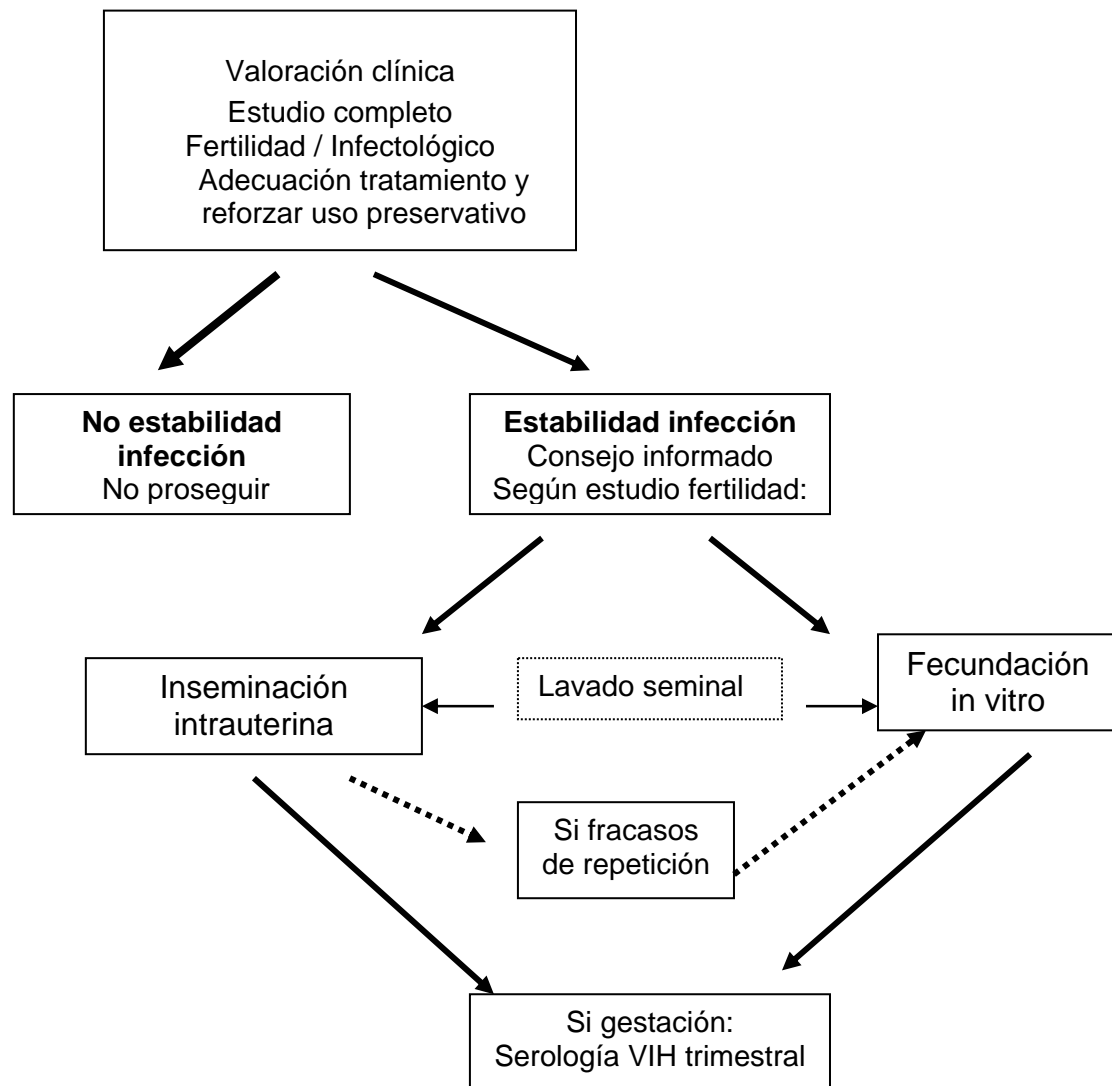 Valoración clínica
Estudio completo
Fertilidad / Infectológico
Adecuación tratamiento y
reforzar uso preservativo
No estabilidad
infección
No proseguir
Estabilidad infección
Consejo informado
Según estudio fertilidad:
Inseminación
intrauterina
Lavado seminal
Fecundación
in vitro
Si fracasos
de repetición
Si gestación:
Serología VIH trimestral